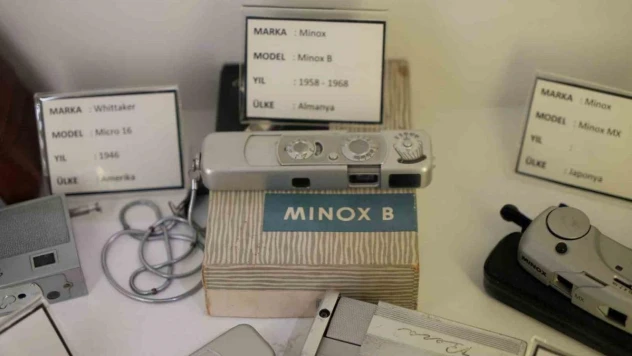 MARKA : Minox
MODEL : Minox B
YIL : 1958 - 1968
ÜLKE : Almanya
MARKA : Whittaker
MODEL : Micro 16
YIL : 1946
ÜLKE : Amerika
MARKA : Minox
MODEL : Minox MX
YIL :
ÜLKE : Japonya
MINOX B
MINOX